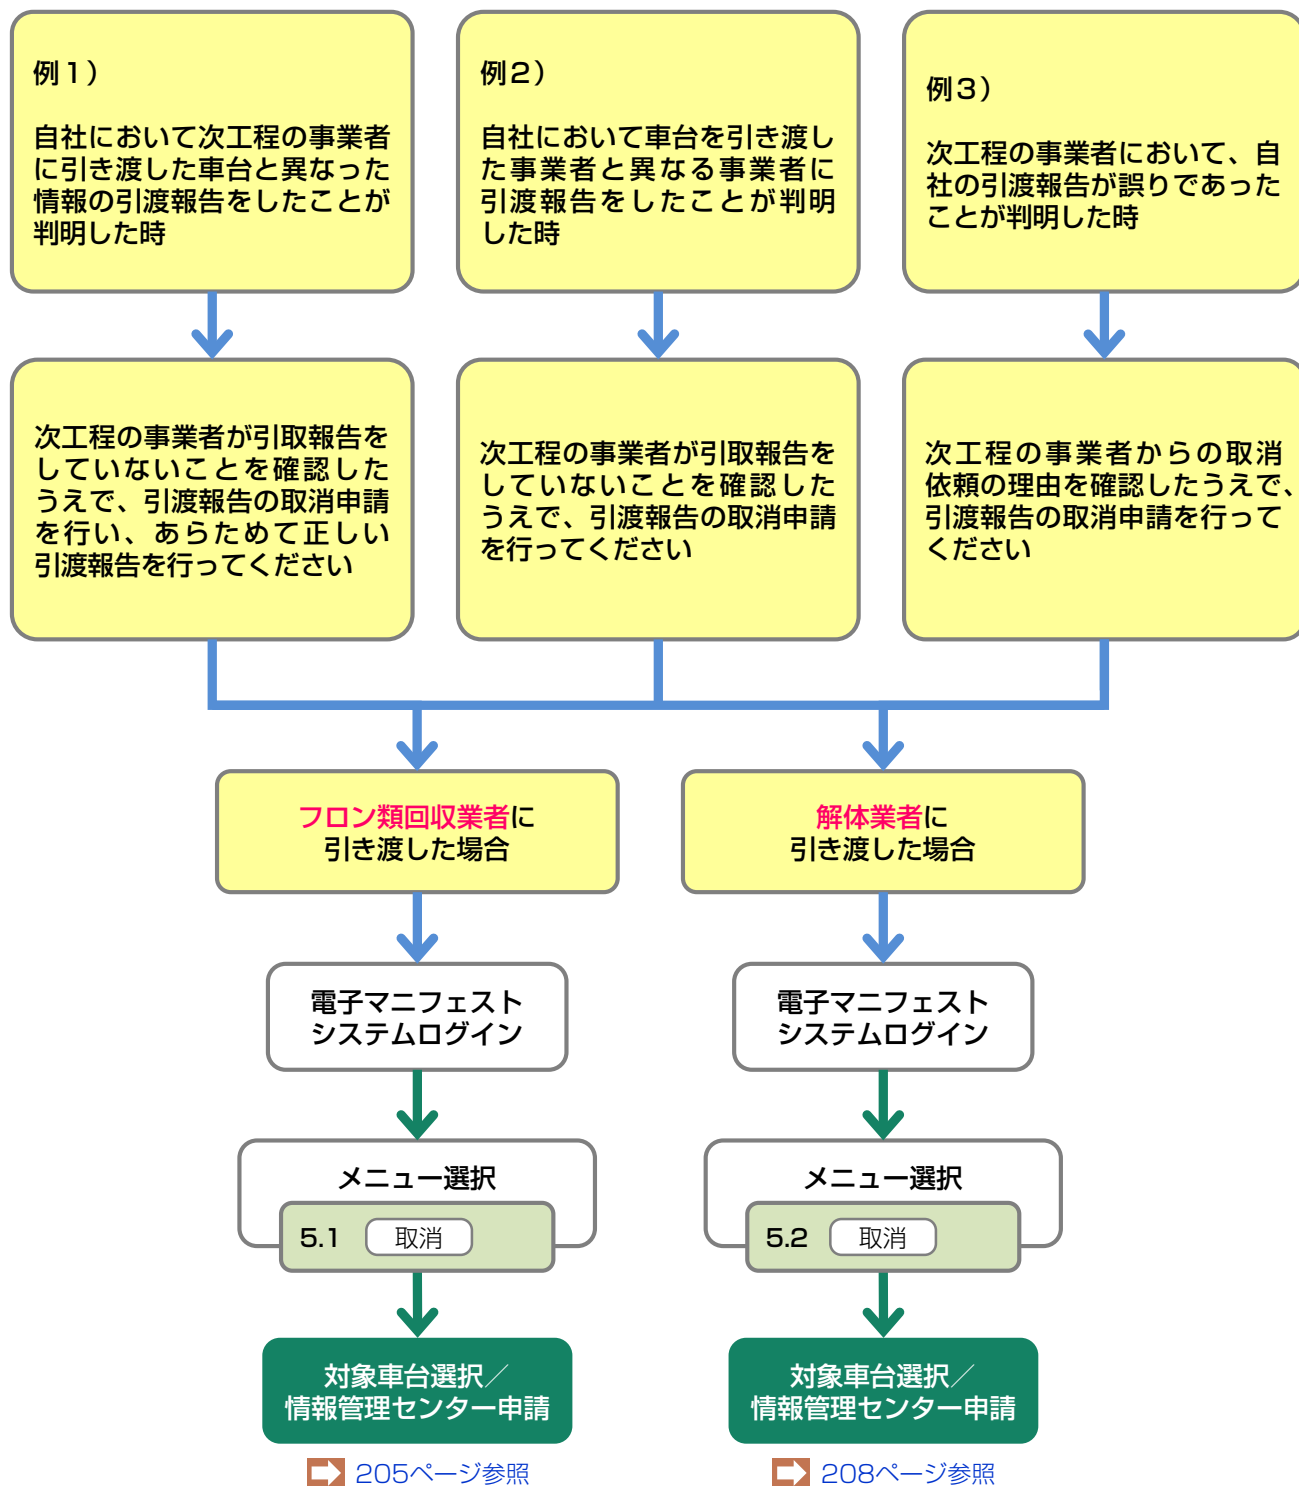 例１）
自社において次工程の事業者
に引き渡した車台と異なった
情報の引渡報告をしたことが
判明した時
例２）
自社において車台を引き渡し
た事業者と異なる事業者に
引渡報告をしたことが判明
した時
例３）
次工程の事業者において、自
社の引渡報告が誤りであった
ことが判明した時
次工程の事業者が引取報告を
していないことを確認した
うえで、引渡報告の取消申請
を行い、あらためて正しい
引渡報告を行ってください
次工程の事業者が引取報告を
していないことを確認した
うえで、引渡報告の取消申請
を行ってください
次工程の事業者からの取消
依頼の理由を確認したうえで、
引渡報告の取消申請を行って
ください
フロン類回収業者に
引き渡した場合
解体業者に
引き渡した場合
電子マニフェスト
システムログイン
電子マニフェスト
システムログイン
メニュー選択
5.1 取消
メニュー選択
5.2 取消
対象車台選択／
情報管理センター申請
対象車台選択／
情報管理センター申請
205ページ参照
208ページ参照